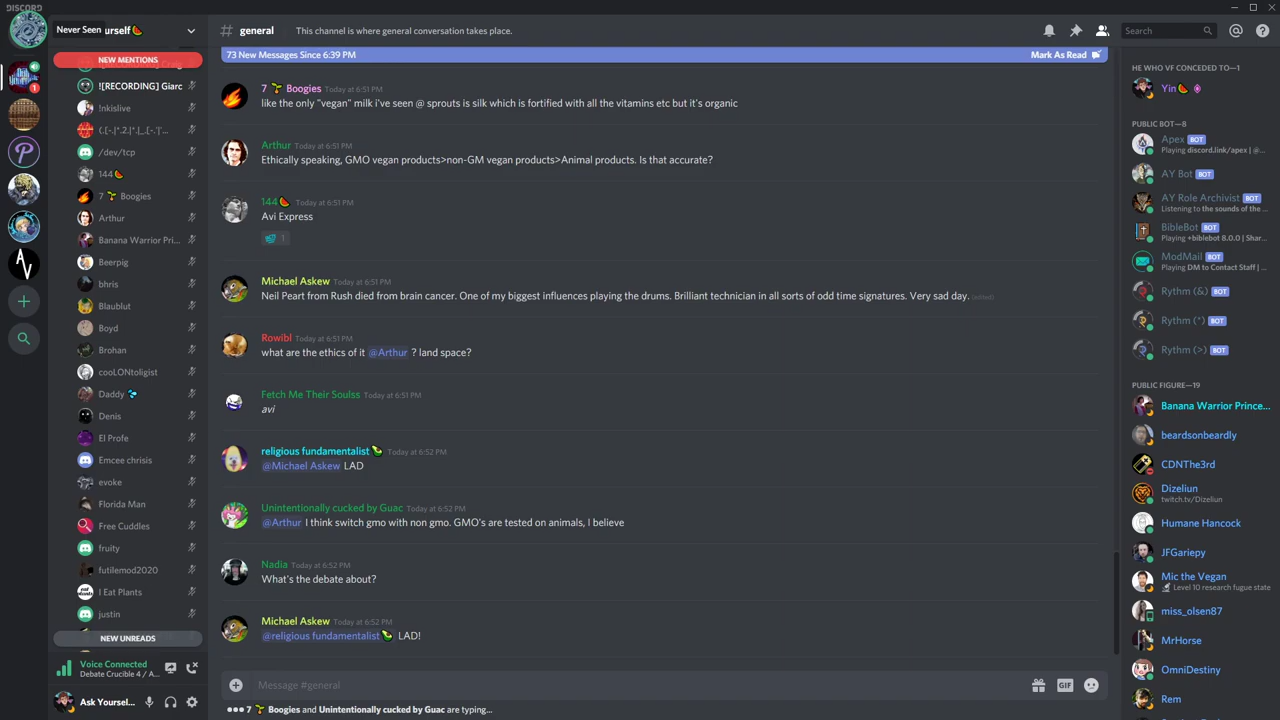 DISCORD
Never Seen
urself🍉
# general
This channel is where general conversation takes place.
Search
NEW MENTIONS
![RECORDING] Giarc
!nkislive
/dev/tcp
144🍉
7 🌱 Boogies
Arthur
Banana Warrior Pri...
Beerpig
bhris
Blaublut
Boyd
Brohan
cooLONtoligist
Daddy 💦
Denis
El Profe
Emcee chrisis
evoke
Florida Man
Free Cuddles
fruity
futilemod2020
I Eat Plants
justin
NEW UNREADS
Voice Connected
Debate Crucible 4 / A...
Ask Yoursel...
73 New Messages Since 6:39 PM
Mark As Read
7 🌱 Boogies Today at 6:51 PM
like the only "vegan" milk i've seen @ sprouts is silk which is fortified with all the vitamins etc but it's organic
Arthur Today at 6:51 PM
Ethically speaking, GMO vegan products>non-GM vegan products>Animal products. Is that accurate?
144🍉 Today at 6:51 PM
Avi Express
1
Michael Askew Today at 6:51 PM
Neil Peart from Rush died from brain cancer. One of my biggest influences playing the drums. Brilliant technician in all sorts of odd time signatures. Very sad day. (edited)
Rowibl Today at 6:51 PM
what are the ethics of it @Arthur ? land space?
Fetch Me Their Soulss Today at 6:51 PM
avi
religious fundamentalist Today at 6:52 PM
@Michael Askew LAD
Unintentionally cucked by Guac Today at 6:52 PM
@Arthur I think switch gmo with non gmo. GMO's are tested on animals, I believe
Nadia Today at 6:52 PM
What's the debate about?
Michael Askew Today at 6:52 PM
@religious fundamentalist LAD!
Message #general
GIF
7 🌱 Boogies and Unintentionally cucked by Guac are typing...
HE WHO VF CONCEDED TO—1
Yin🍉
PUBLIC BOT—8
Apex BOT
Playing discord.link/apex | @...
AY Bot BOT
AY Role Archivist BOT
Listening to the sounds of the ...
BibleBot BOT
Playing +biblebot 8.0.0 | Shar...
ModMail BOT
Playing DM to Contact Staff | ...
Rythm (&) BOT
Rythm (*) BOT
Rythm (>) BOT
PUBLIC FIGURE—19
Banana Warrior Prince...
beardsonbeardly
CDNThe3rd
Dizeliun
twitch.tv/Dizeliun
Humane Hancock
JFGariepy
Mic the Vegan
Level 10 research fugue state
miss_olsen87
MrHorse
OmniDestiny
Rem